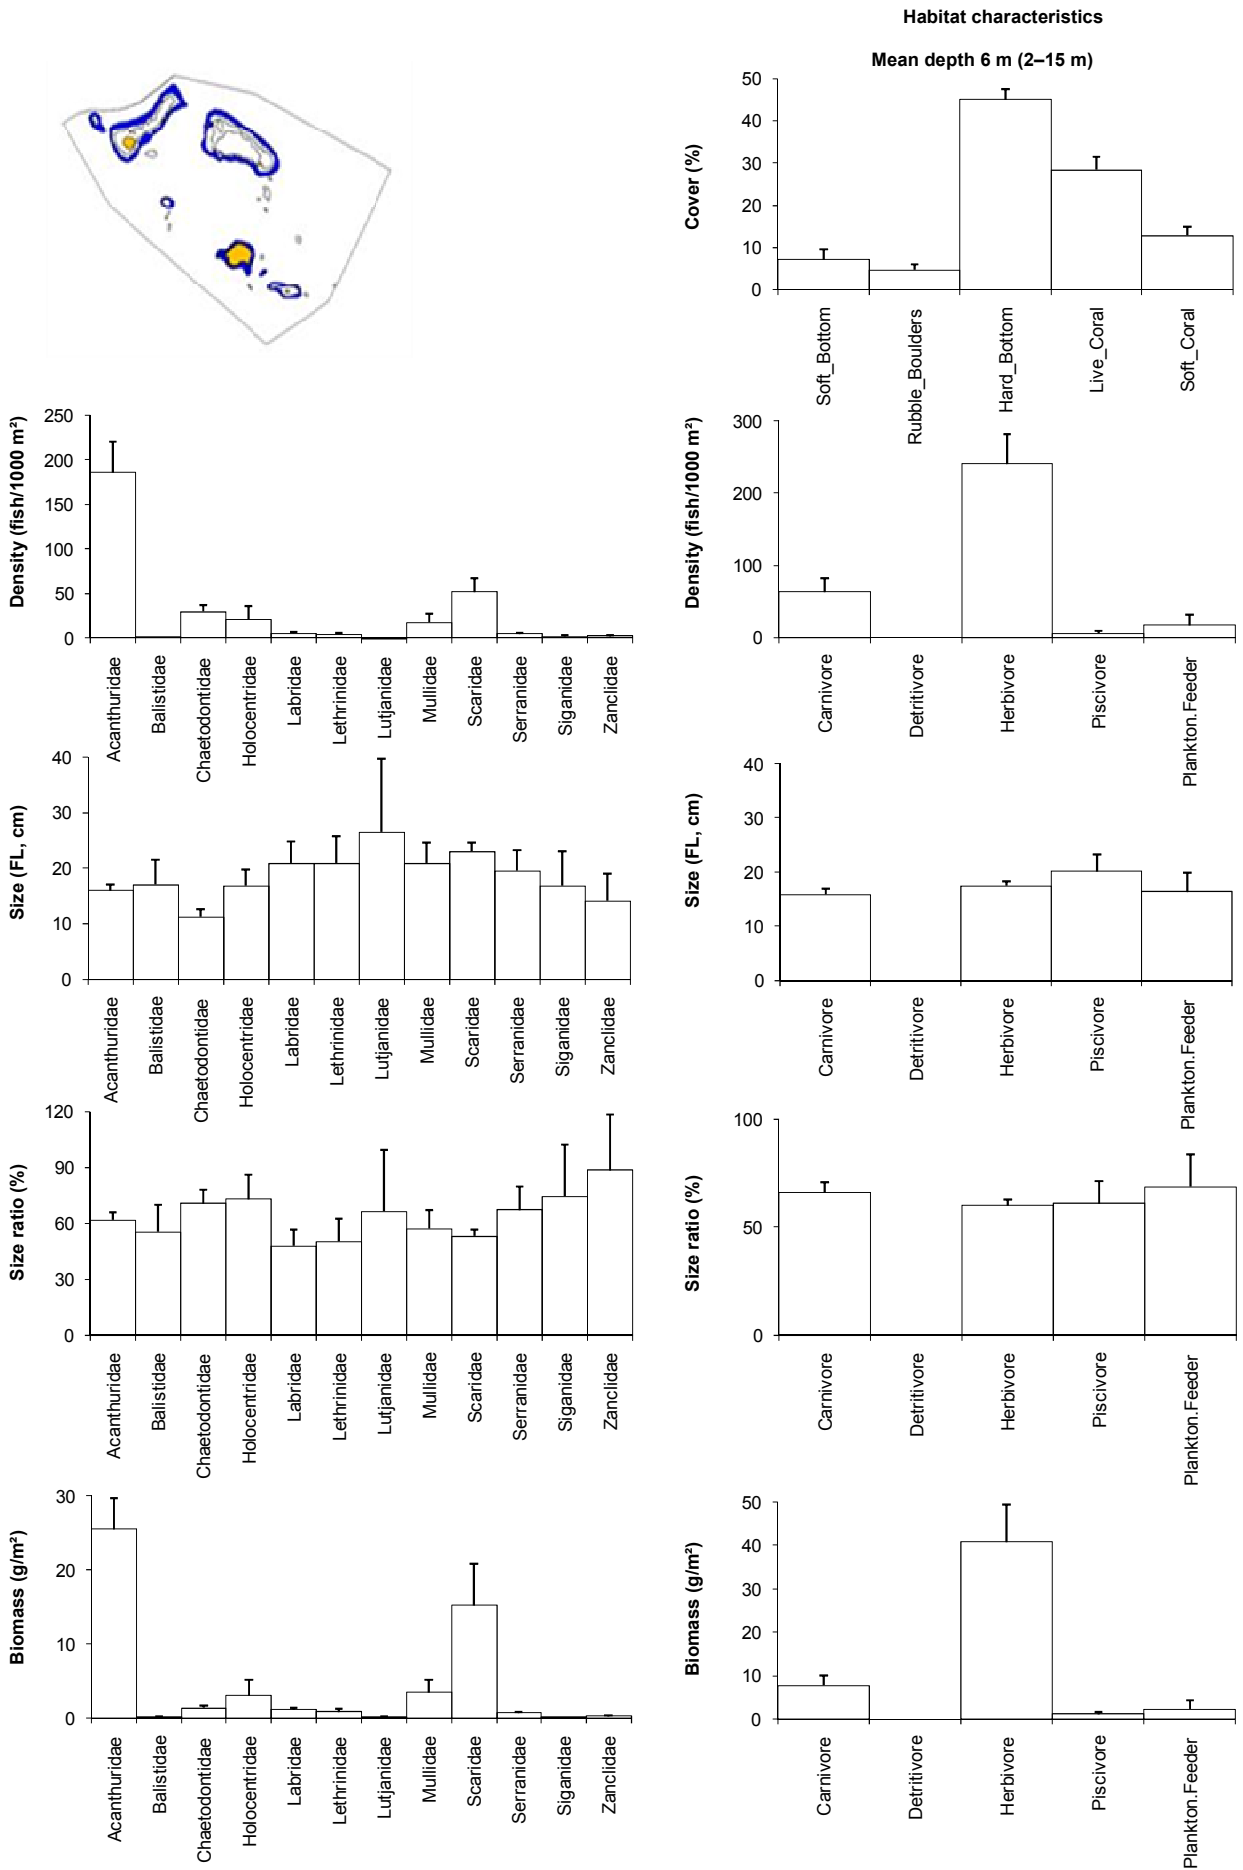 Habitat characteristics
Mean depth 6 m (2–15 m)
Cover (%)
50
40
30
20
10
0
Soft_Bottom
Rubble_Boulders
Hard_Bottom
Live_Coral
Soft_Coral
Density (fish/1000 m²)
250
200
150
100
50
0
Acanthuridae
Balistidae
Chaetodontidae
Holocentridae
Labridae
Lethrinidae
Lutjanidae
Mullidae
Scaridae
Serranidae
Siganidae
Zanclidae
Density (fish/1000 m²)
300
200
100
0
Carnivore
Detritivore
Herbivore
Piscivore
Plankton.Feeder
Size (FL, cm)
40
30
20
10
0
Acanthuridae
Balistidae
Chaetodontidae
Holocentridae
Labridae
Lethrinidae
Lutjanidae
Mullidae
Scaridae
Serranidae
Siganidae
Zanclidae
Size (FL, cm)
40
30
20
10
0
Carnivore
Detritivore
Herbivore
Piscivore
Plankton.Feeder
Size ratio (%)
120
90
60
30
0
Acanthuridae
Balistidae
Chaetodontidae
Holocentridae
Labridae
Lethrinidae
Lutjanidae
Mullidae
Scaridae
Serranidae
Siganidae
Zanclidae
Size ratio (%)
100
50
0
Carnivore
Detritivore
Herbivore
Piscivore
Plankton.Feeder
Biomass (g/m²)
30
20
10
0
Acanthuridae
Balistidae
Chaetodontidae
Holocentridae
Labridae
Lethrinidae
Lutjanidae
Mullidae
Scaridae
Serranidae
Siganidae
Zanclidae
Biomass (g/m²)
50
40
30
20
10
0
Carnivore
Detritivore
Herbivore
Piscivore
Plankton.Feeder